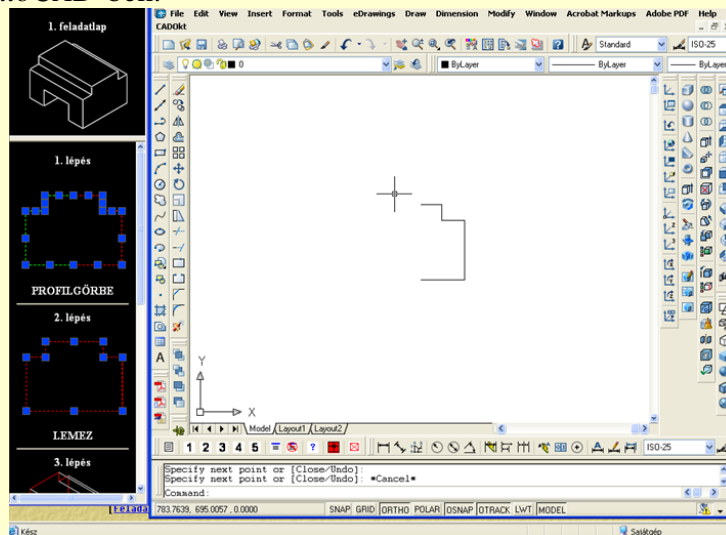 1. feladatlap
1. lépés
PROFILGÖRBE
2. lépés
LEMEZ
3. lépés
File Edit View Insert Format Tools eDrawings Draw Dimension Modify Window Acrobat Markups Adobe PDF Help
CADOkt
Standard ISO-25
0 ByLayer ByLayer ByLayer
Y
X
Model Layout1 Layout2
1 2 3 4 5 ISO-25
Specify next point or [Close/Undo]:
Specify next point or [Close/Undo]: *Cancel*
Command:
783.7639, 695.0057, 0.0000 SNAP GRID ORTHO POLAR OSNAP OTRACK LWT MODEL
Kész Sajátgép